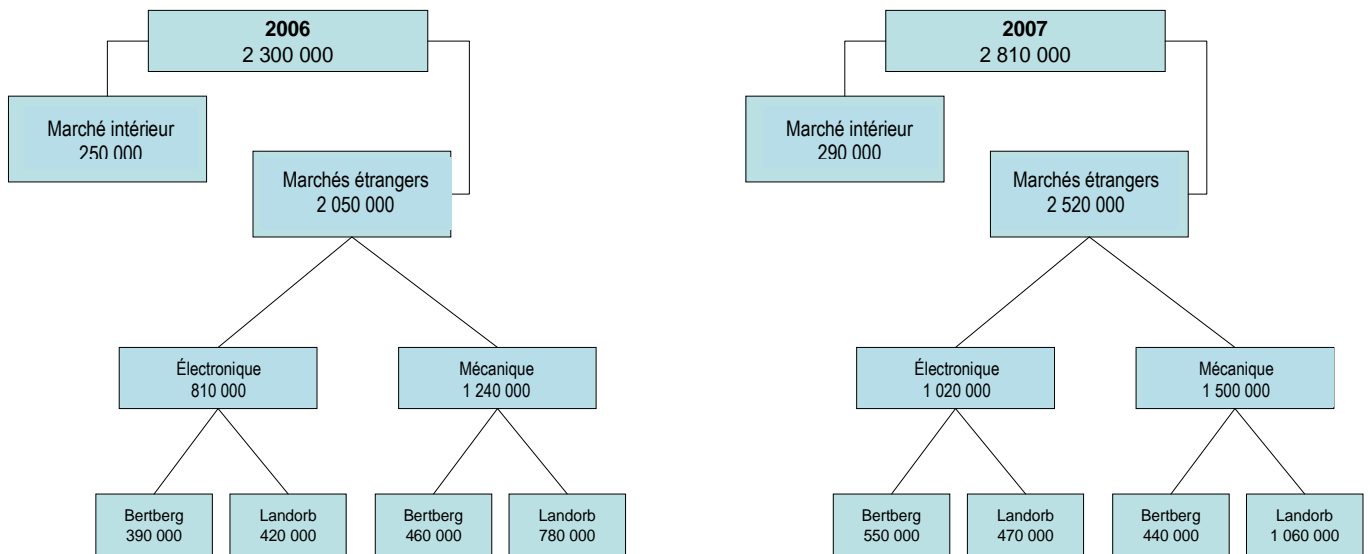 2006
2 300 000
Marché intérieur
250 000
Marchés étrangers
2 050 000
Électronique
810 000
Mécanique
1 240 000
Bertberg
390 000
Landorb
420 000
Bertberg
460 000
Landorb
780 000
2007
2 810 000
Marché intérieur
290 000
Marchés étrangers
2 520 000
Électronique
1 020 000
Mécanique
1 500 000
Bertberg
550 000
Landorb
470 000
Bertberg
440 000
Landorb
1 060 000